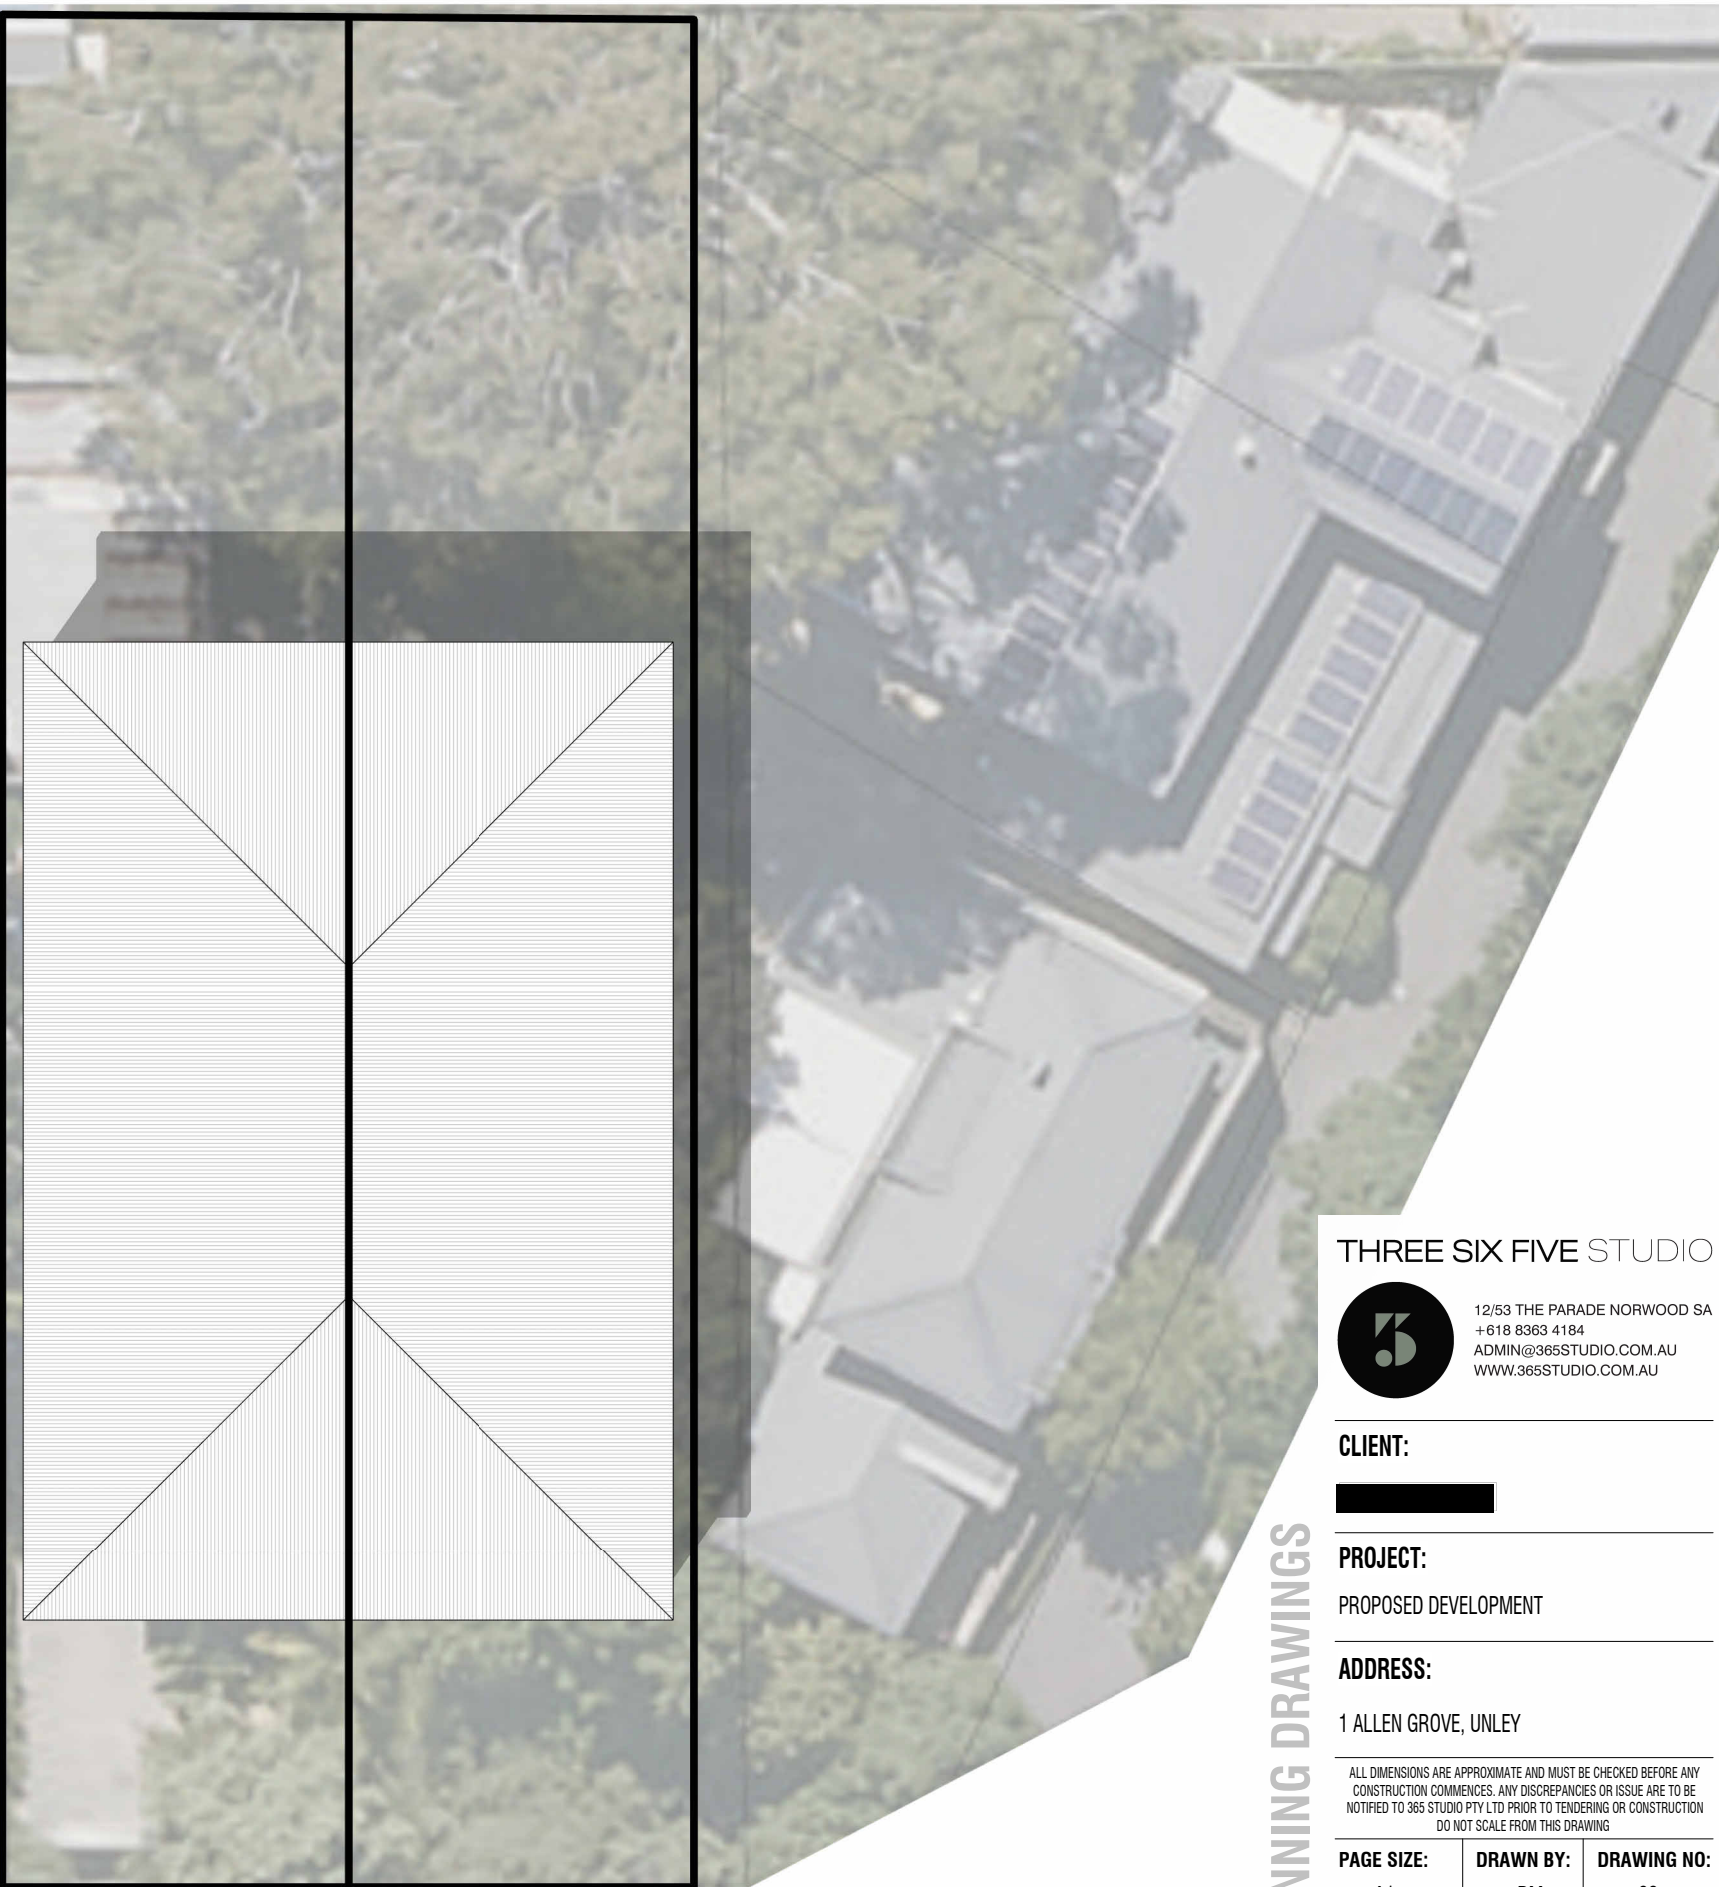 THREE SIX FIVE STUDIO
12/53 THE PARADE NORWOOD SA
+618 8363 4184
ADMIN@365STUDIO.COM.AU
WWW.365STUDIO.COM.AU
CLIENT:
PROJECT:
PROPOSED DEVELOPMENT
ADDRESS:
1 ALLEN GROVE, UNLEY
ALL DIMENSIONS ARE APPROXIMATE AND MUST BE CHECKED BEFORE ANY
CONSTRUCTION COMMENCES. ANY DISCREPANCIES OR ISSUE ARE TO BE
NOTIFIED TO 365 STUDIO PTY LTD PRIOR TO TENDERING OR CONSTRUCTION
DO NOT SCALE FROM THIS DRAWING
PAGE SIZE:
DRAWN BY:
DRAWING NO:
NNING DRAWINGS